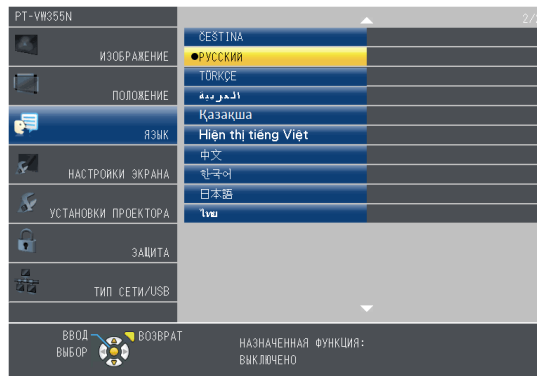 PT-VW355N
2/2
ИЗОБРАЖЕНИЕ
ПОЛОЖЕНИЕ
ЯЗЫК
НАСТРОЙКИ ЭКРАНА
УСТАНОВКИ ПРОЕКТОРА
ЗАЩИТА
ТИП СЕТИ/USB
ČEŠTINA
РУССКИЙ
TÜRKÇE
العربية
Қазақша
Hiện thị tiếng Việt
中文
한국어
日本語
ไทย
ВВОД
ВОЗВРАТ
ВЫБОР
НАЗНАЧЕННАЯ ФУНКЦИЯ:
ВЫКЛЮЧЕНО